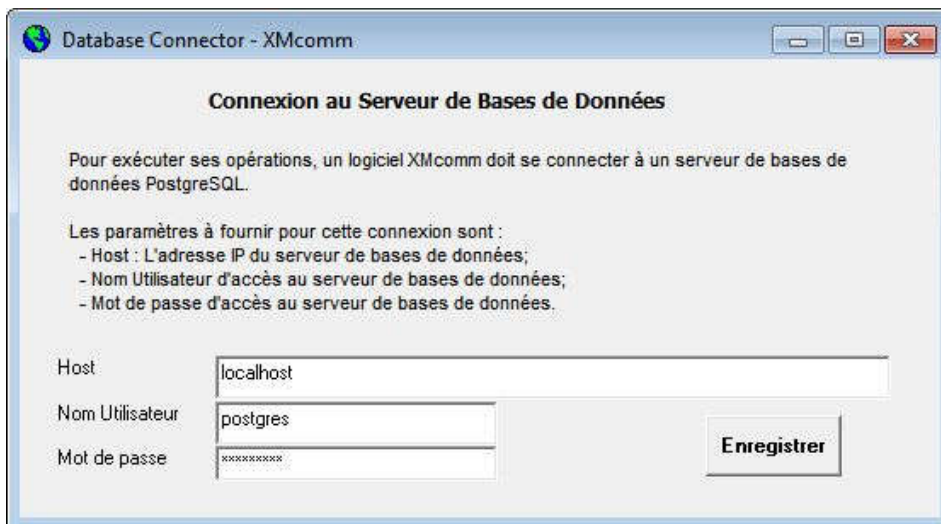 Database Connector - XMcomm
Connexion au Serveur de Bases de Données
Pour exécuter ses opérations, un logiciel XMcomm doit se connecter à un serveur de bases de
données PostgreSQL.
Les paramètres à fournir pour cette connexion sont :
- Host : L'adresse IP du serveur de bases de données;
- Nom Utilisateur d'accès au serveur de bases de données;
- Mot de passe d'accès au serveur de bases de données.
Host
localhost
Nom Utilisateur
postgres
Mot de passe
×××××××××
Enregistrer